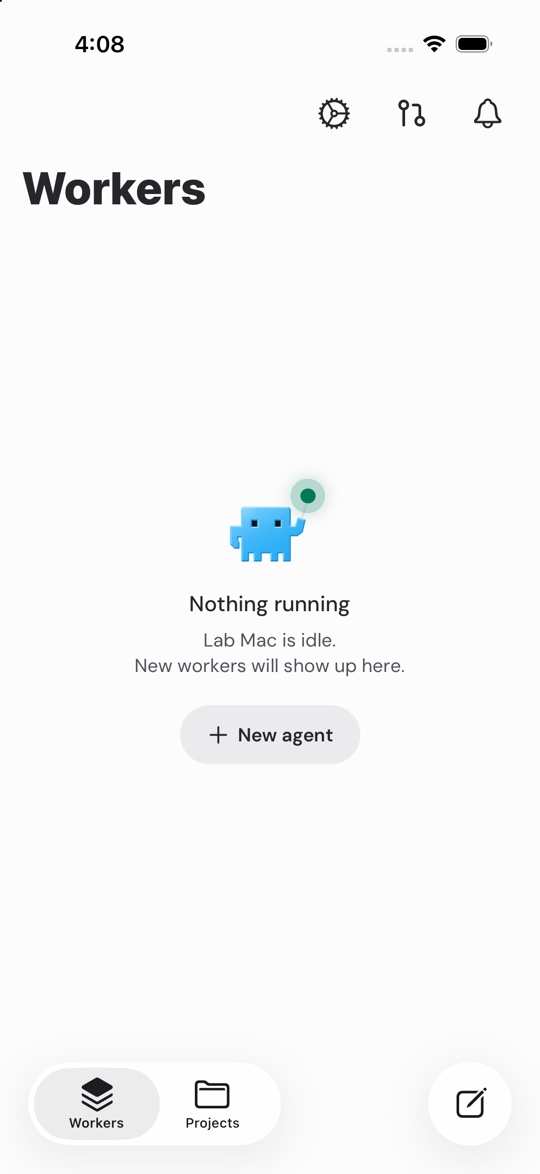 4:08
Workers
Nothing running
Lab Mac is idle.
New workers will show up here.
New agent
Workers
Projects